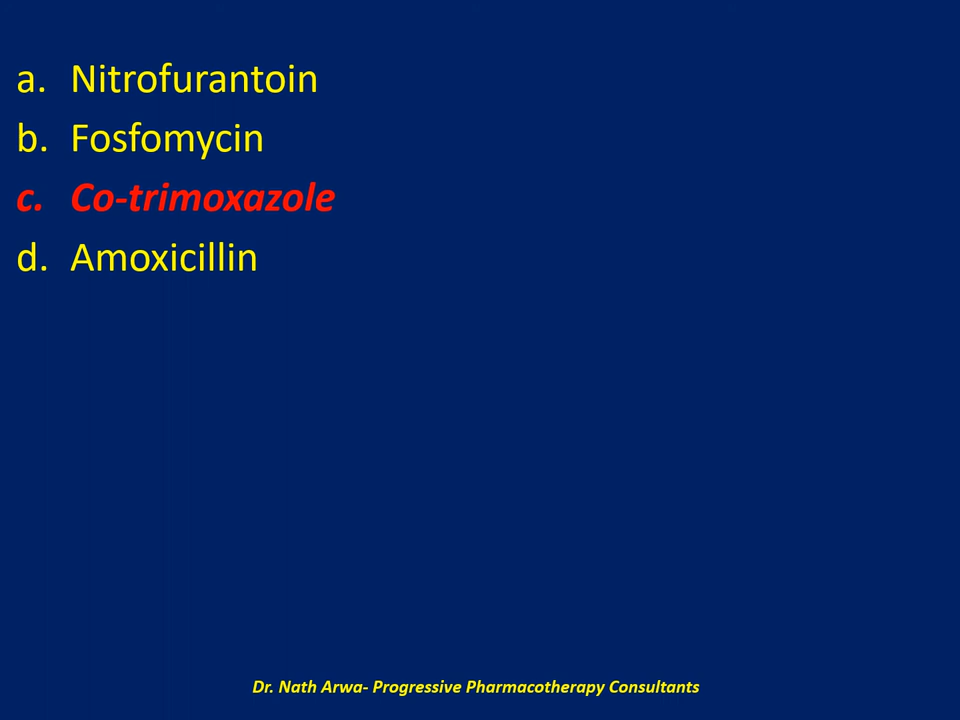 a. Nitrofurantoin
b. Fosfomycin
c. Co-trimoxazole
d. Amoxicillin
Dr. Nath Arwa- Progressive Pharmacotherapy Consultants